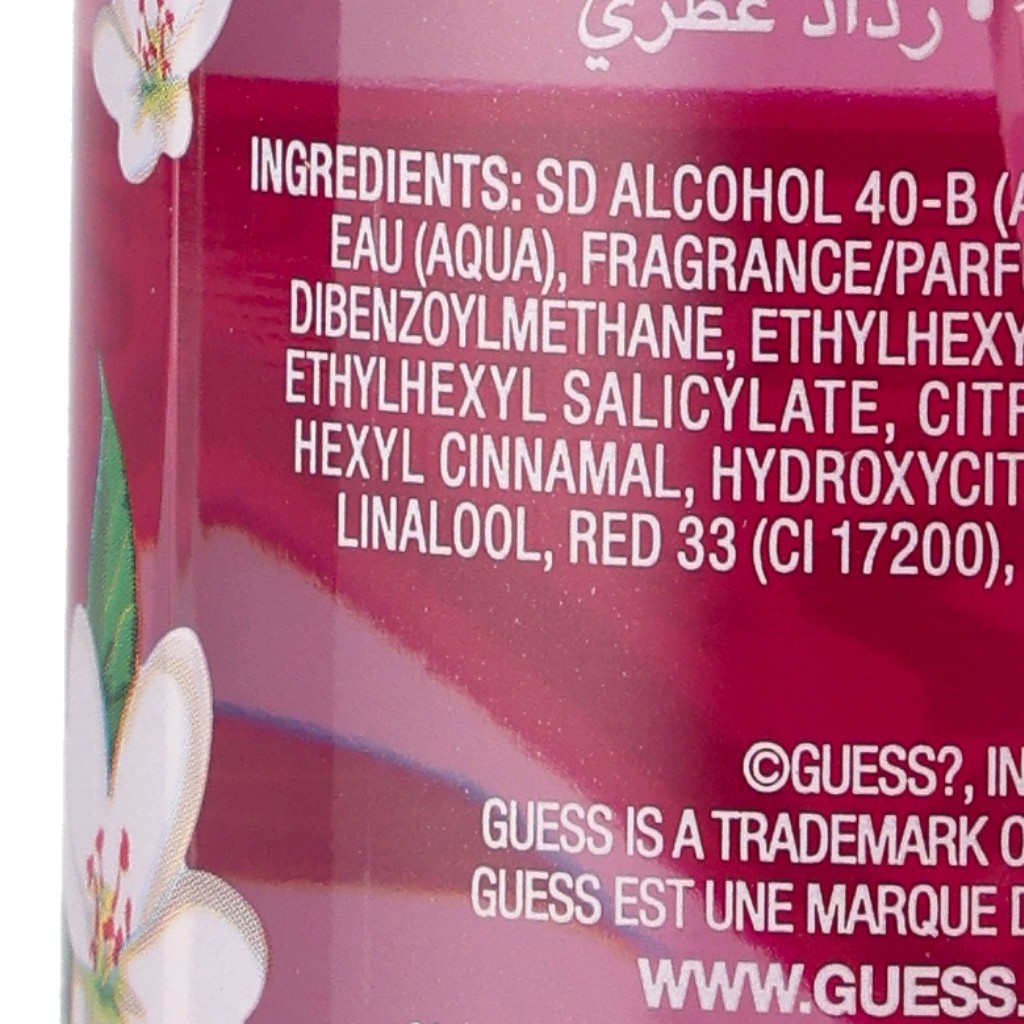 رذاذ عطري •
INGREDIENTS: SD ALCOHOL 40-B (A
EAU (AQUA), FRAGRANCE/PARF
DIBENZOYLMETHANE, ETHYLHEXY
ETHYLHEXYL SALICYLATE, CITR
HEXYL CINNAMAL, HYDROXYCIT
LINALOOL, RED 33 (CI 17200),
©GUESS?, IN
GUESS IS A TRADEMARK O
GUESS EST UNE MARQUE D
WWW.GUESS.